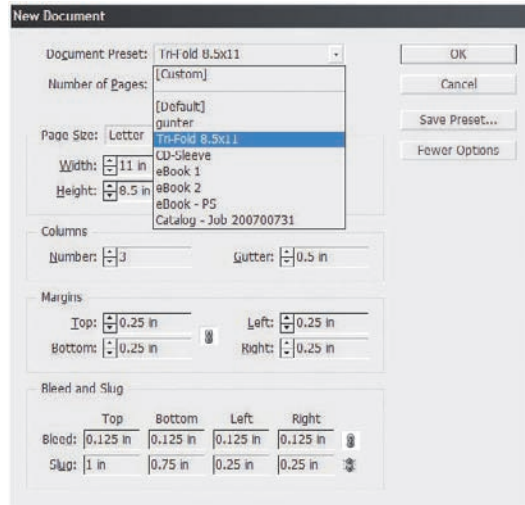 New Document
Document Preset: Tri-Fold 8.5x11
OK
Number of Pages:
[Custom]
Cancel
[Default]
gunter
Tri-Fold 8.5x11
CD-Sleeve
eBook 1
eBook 2
eBook - PS
Catalog - Job 200700731
Save Preset...
Fewer Options
Page Size: Letter
Width: 11 in
Height: 8.5 in
Columns
Number: 3 Gutter: 0.5 in
Margins
Top: 0.25 in Left: 0.25 in
Bottom: 0.25 in Right: 0.25 in
Bleed and Slug
Top Bottom Left Right
Bleed: 0.125 in 0.125 in 0.125 in 0.125 in
Slug: 1 in 0.75 in 0.25 in 0.25 in